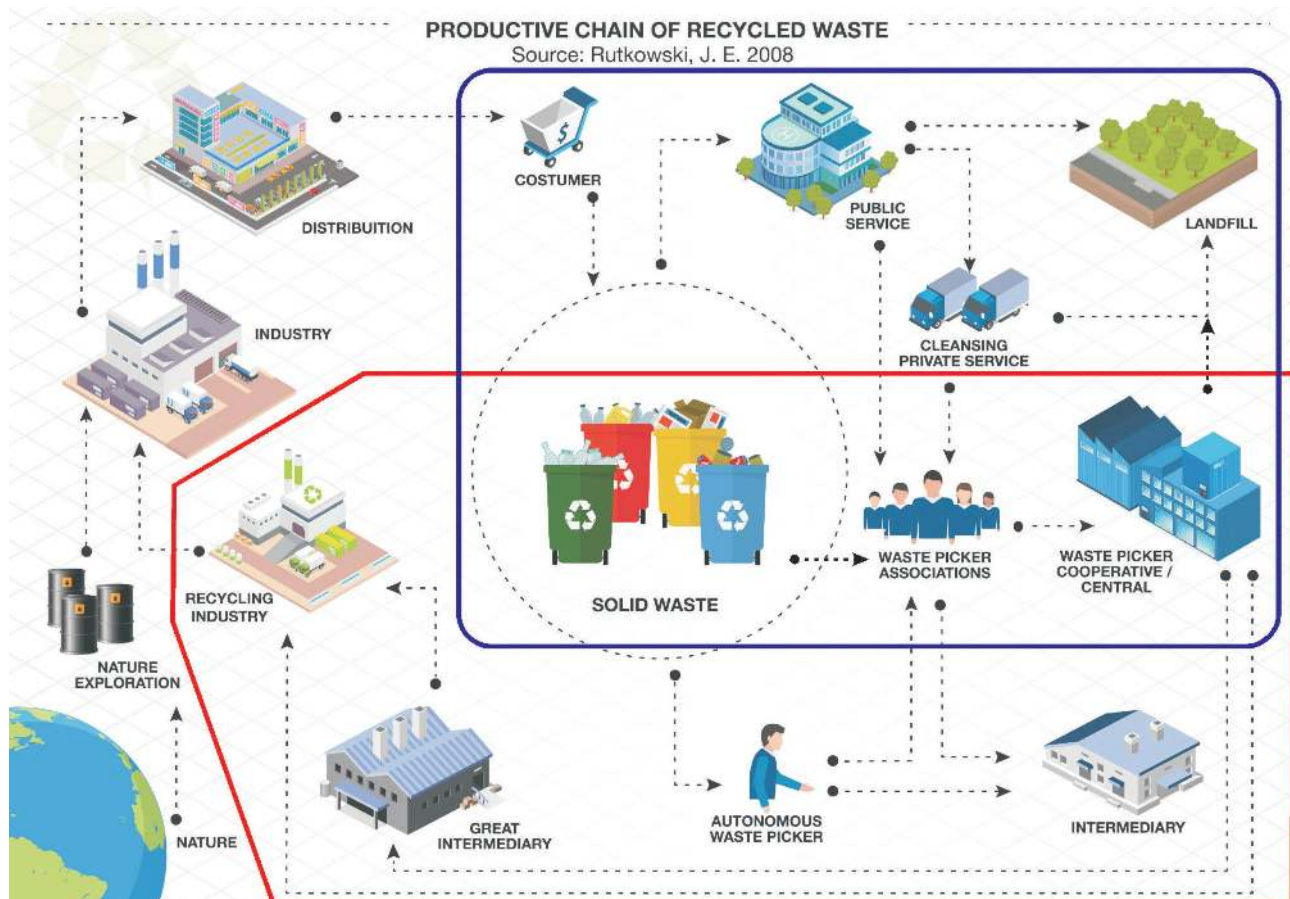 PRODUCTIVE CHAIN OF RECYCLED WASTE
Source: Rutkowski, J. E. 2008
$
COSTUMER
H
PUBLIC
SERVICE
LANDFILL
DISTRIBUITION
INDUSTRY
CLEANSING
PRIVATE SERVICE
RECYCLING
INDUSTRY
SOLID WASTE
WASTE PICKER
ASSOCIATIONS
WASTE PICKER
COOPERATIVE /
CENTRAL
NATURE
EXPLORATION
NATURE
GREAT
INTERMEDIARY
AUTONOMOUS
WASTE PICKER
INTERMEDIARY